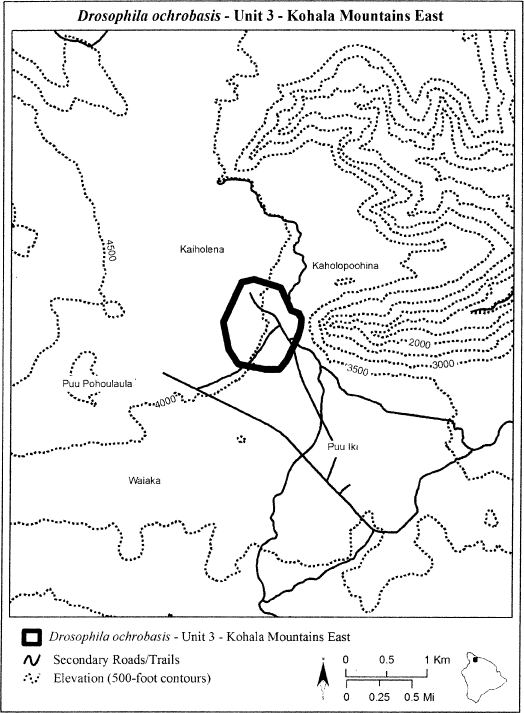 Drosophila ochrobasis - Unit 3 - Kohala Mountains East
4500
Kaiholena
Kaholopoohina
2000
3500
3000
Puu Pohoulaula
4000
Puu Iki
Waiaka
Drosophila ochrobasis - Unit 3 - Kohala Mountains East
Secondary Roads/Trails
Elevation (500-foot contours)
0 0.5 1 Km
0 0.25 0.5 Mi